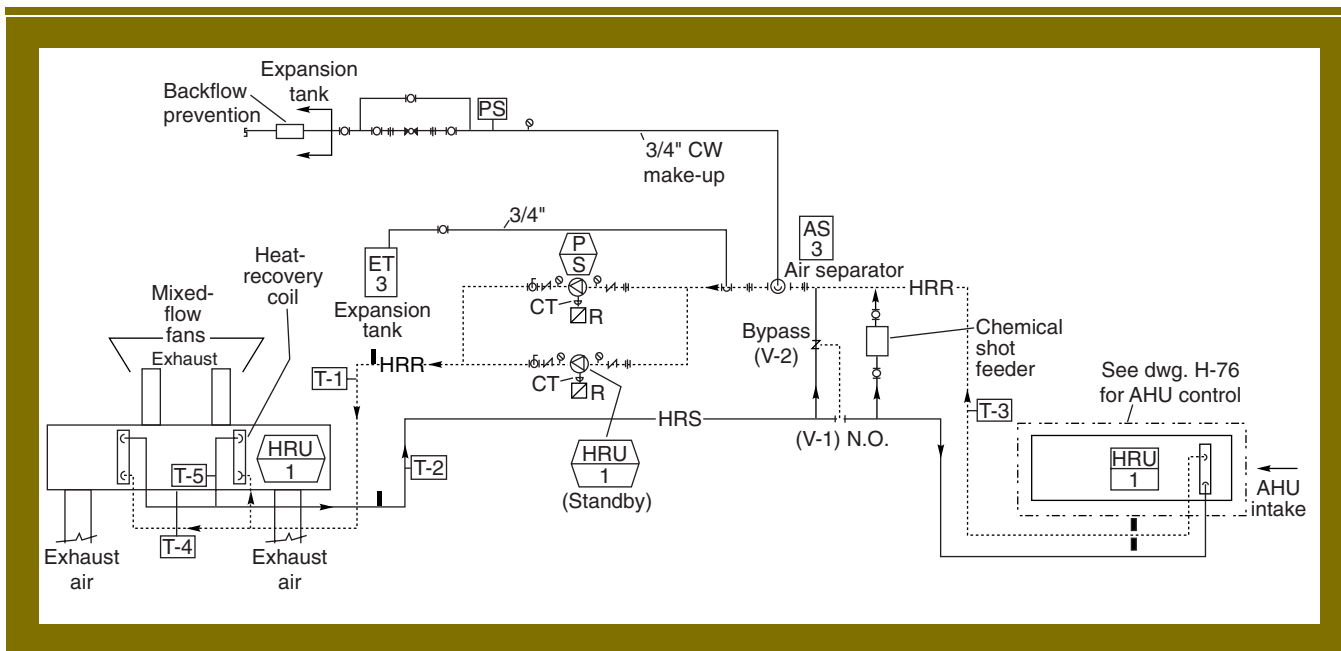 Expansion
tank
Backflow
prevention
PS
3/4" CW
make-up
3/4"
P
S
AS
3
Air separator
HRR
Heat-
recovery
coil
ET
3
Expansion
tank
CT
R
Mixed-
flow
fans
Exhaust
Bypass
(V-2)
Chemical
shot
feeder
HRR
T-1
CT
R
See dwg. H-76
for AHU control
T-3
HRS
(V-1) N.O.
HRU
1
T-5
T-2
HRU
1
(Standby)
HRU
1
AHU
intake
T-4
Exhaust
air
Exhaust
air